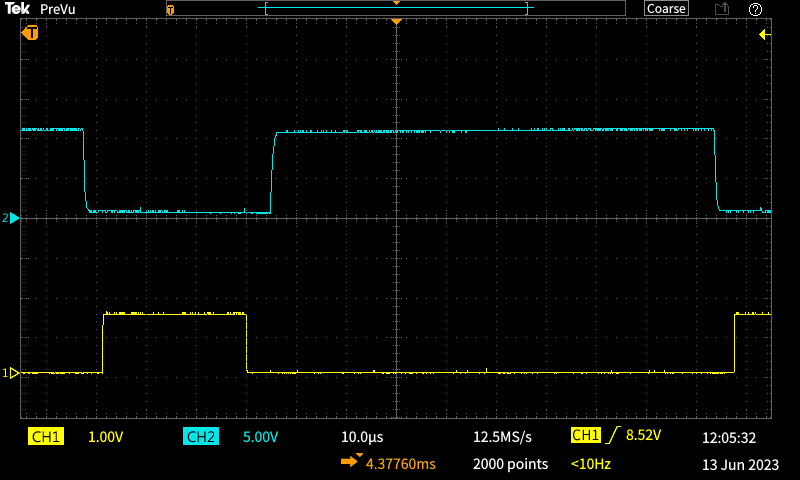 Tek PreVu Coarse
T
T
2
1
CH1 1.00V CH2 5.00V 10.0µs 12.5MS/s CH1 8.52V 12:05:32
4.37760ms 2000 points <10Hz 13 Jun 2023